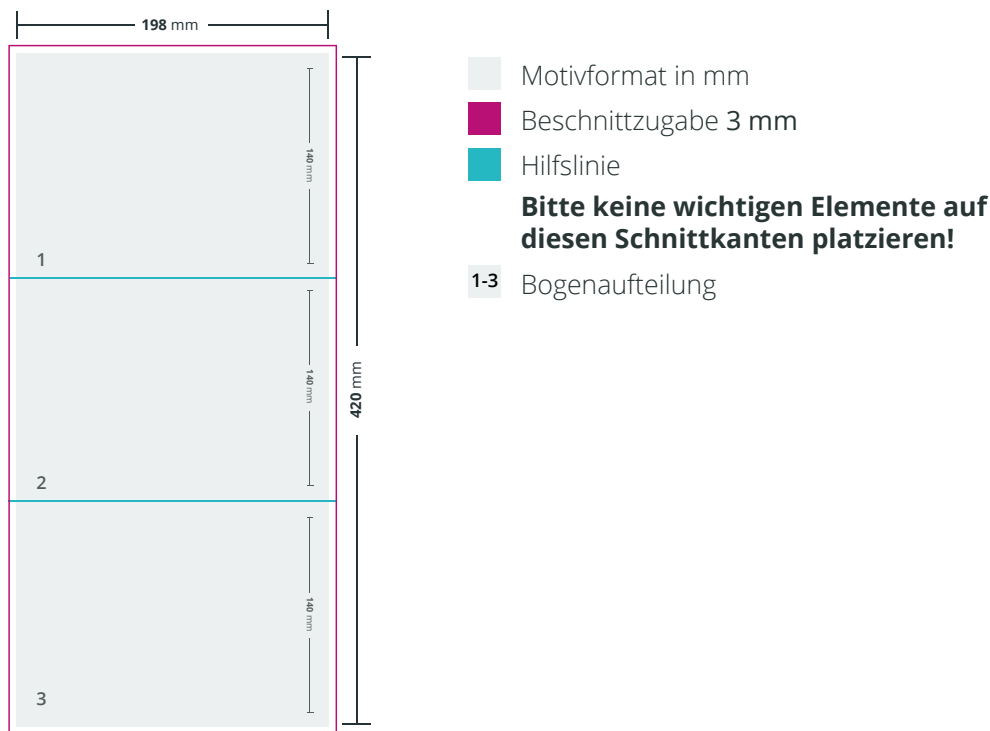 198 mm
140 mm
1
140 mm
2
420 mm
140 mm
3
Motivformat in mm
Beschnittzugabe 3 mm
Hilfslinie
Bitte keine wichtigen Elemente auf
diesen Schnittkanten platzieren!
1-3 Bogenaufteilung